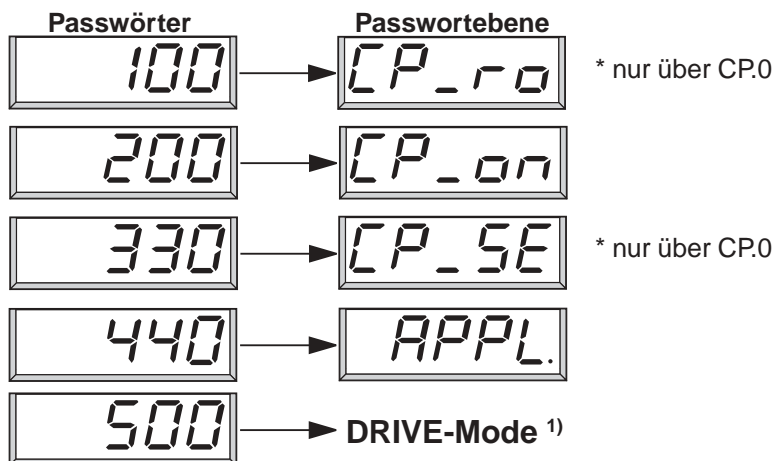 Passwörter Passwortebene
100 CP_ro * nur über CP.0
200 CP_on
330 CP_SE * nur über CP.0
440 APPL.
500 DRIVE-Mode 1)